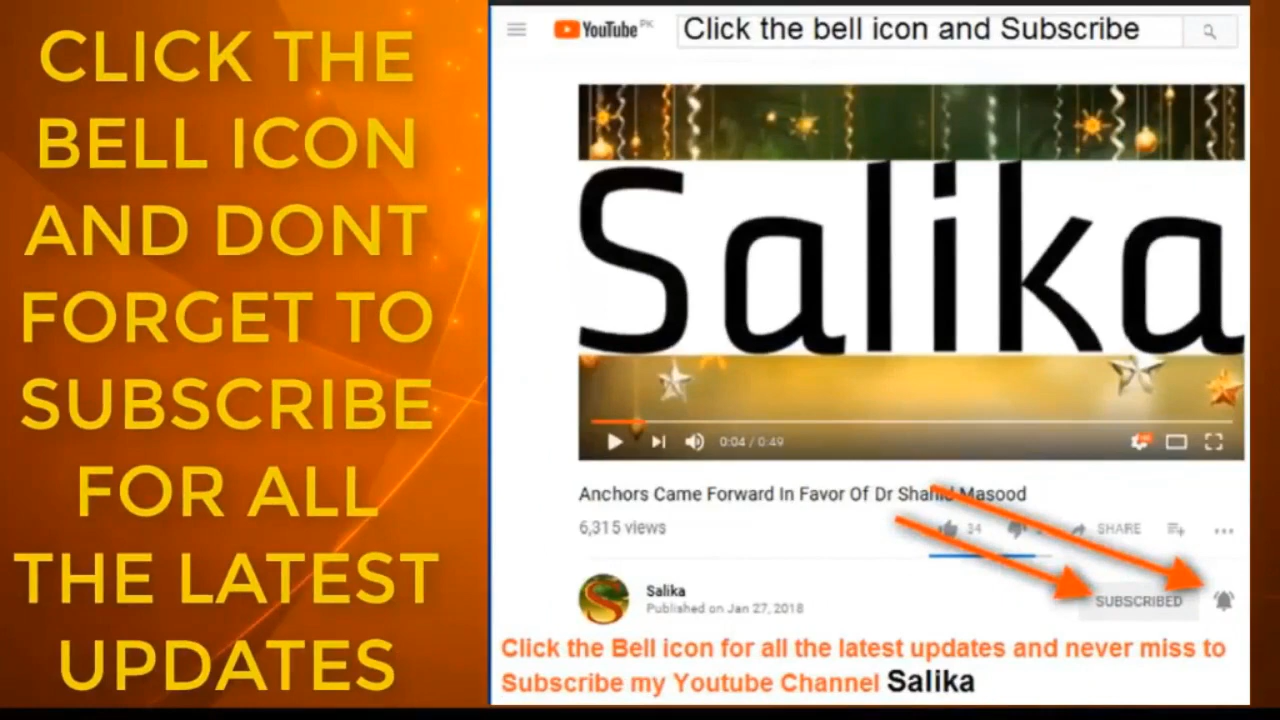 CLICK THE
BELL ICON
AND DONT
FORGET TO
SUBSCRIBE
FOR ALL
THE LATEST
UPDATES
YouTube PK
Click the bell icon and Subscribe
Salika
0:04 / 0:49
Anchors Came Forward In Favor Of Dr Shahid Masood
6,315 views
34
SHARE
Salika
Published on Jan 27, 2018
SUBSCRIBED
Click the Bell icon for all the latest updates and never miss to
Subscribe my Youtube Channel Salika